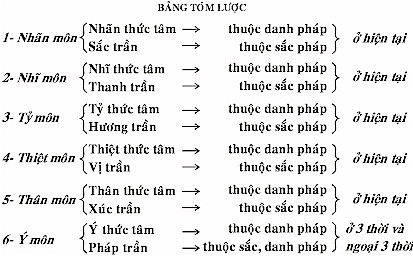 BẢNG TÓM LƯỢC
Nhãn thức tâm → thuộc danh pháp
1- Nhãn môn ở hiện tại
Sắc trần → thuộc sắc pháp
Nhĩ thức tâm → thuộc danh pháp
2- Nhĩ môn ở hiện tại
Thanh trần → thuộc sắc pháp
Tỷ thức tâm → thuộc danh pháp
3- Tỷ môn ở hiện tại
Hương trần → thuộc sắc pháp
Thiệt thức tâm → thuộc danh pháp
4- Thiệt môn ở hiện tại
Vị trần → thuộc sắc pháp
Thân thức tâm → thuộc danh pháp
5- Thân môn ở hiện tại
Xúc trần → thuộc sắc pháp
Ý thức tâm → thuộc danh pháp ở 3 thời và
6- Ý môn
Pháp trần → thuộc sắc, danh pháp ngoại 3 thời